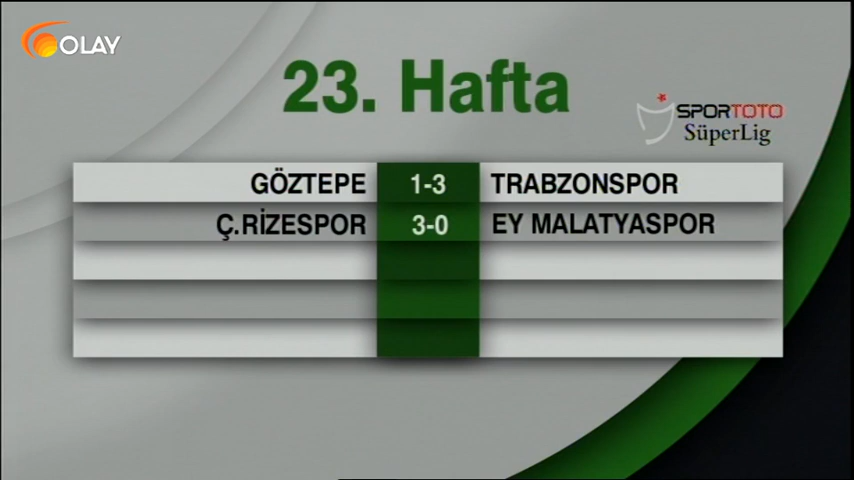 OLAY
23. Hafta
SPORTOTO
SüperLig
GÖZTEPE 1-3 TRABZONSPOR
Ç.RİZESPOR 3-0 EY MALATYASPOR